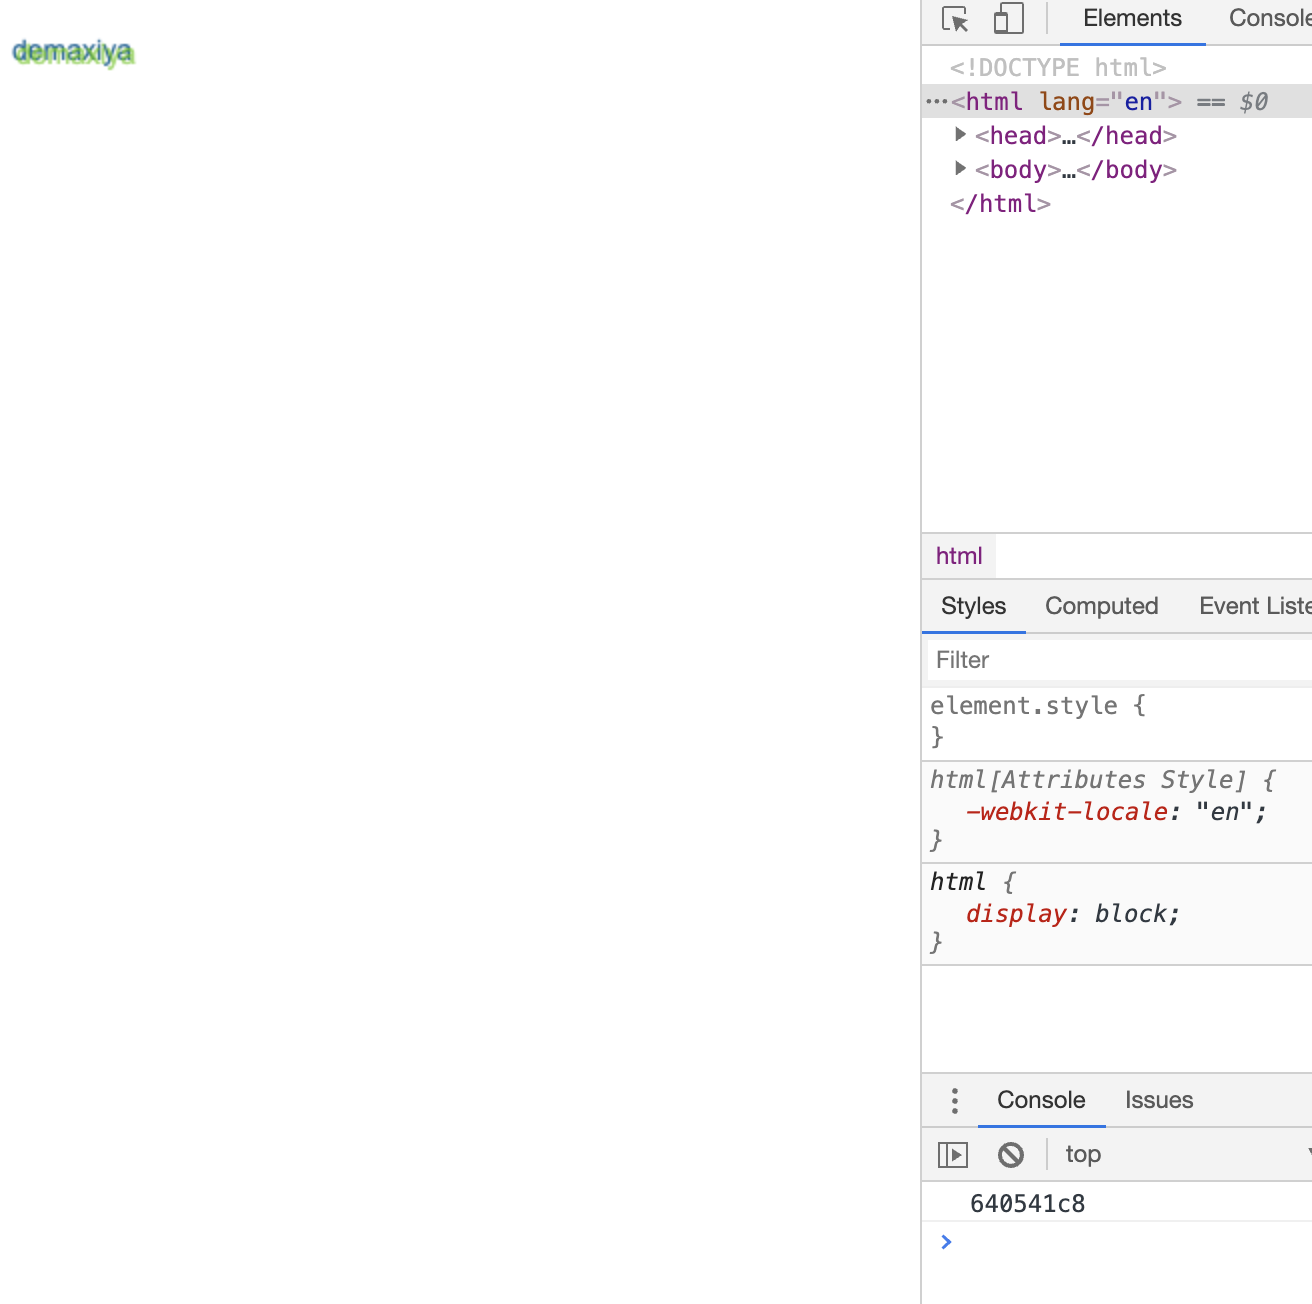 demaxiya
Elements Console
<!DOCTYPE html>
…<html lang="en"> == $0
<head>…</head>
<body>…</body>
</html>
html
Styles Computed Event Liste
Filter
element.style {
}
html[Attributes Style] {
-webkit-locale: "en";
}
html {
display: block;
}
Console Issues
top
640541c8